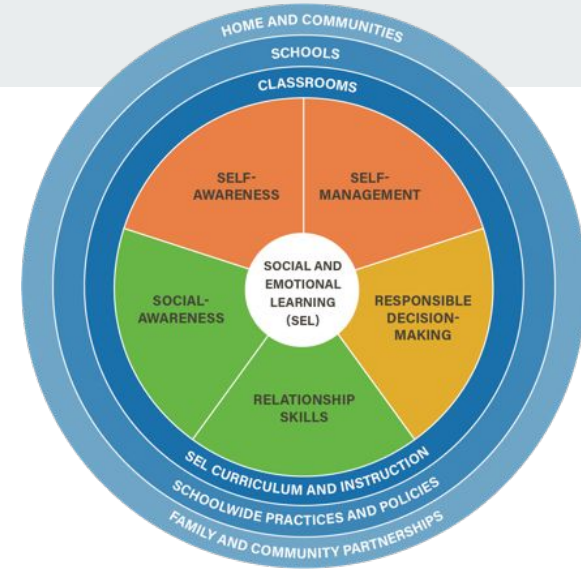 HOME AND COMMUNITIES
SCHOOLS
CLASSROOMS
SELF-
AWARENESS
SELF-
MANAGEMENT
SOCIAL AND
EMOTIONAL
LEARNING
(SEL)
SOCIAL-
AWARENESS
RESPONSIBLE
DECISION-
MAKING
RELATIONSHIP
SKILLS
SEL CURRICULUM AND INSTRUCTION
SCHOOLWIDE PRACTICES AND POLICIES
FAMILY AND COMMUNITY PARTNERSHIPS